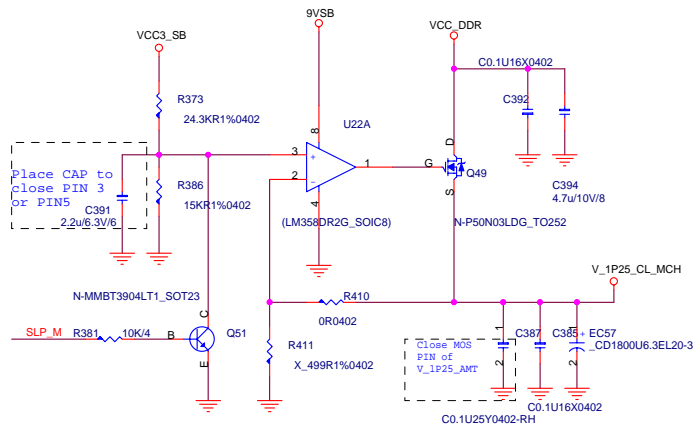 9VSB
VCC3_SB
VCC_DDR
C0.1U16X0402
R373
24.3KR1%0402
C392
U22A
8
3
+
1
2
-
4
D
G
S
Q49
C394
4.7u/10V/8
Place CAP to
close PIN 3
or PIN5
C391
2.2u/6.3V/6
R386
15KR1%0402
(LM358DR2G_SOIC8)
N-P50N03LDG_TO252
V_1P25_CL_MCH
N-MMBT3904LT1_SOT23
R410
0R0402
SLP_M
R381
10K/4
B
C
E
Q51
R411
X_499R1%0402
Close MOS
PIN of
V_1P25_AMT
1
2
C387
C385
+
1
2
EC57
_CD1800U6.3EL20-3
C0.1U16X0402
C0.1U25Y0402-RH